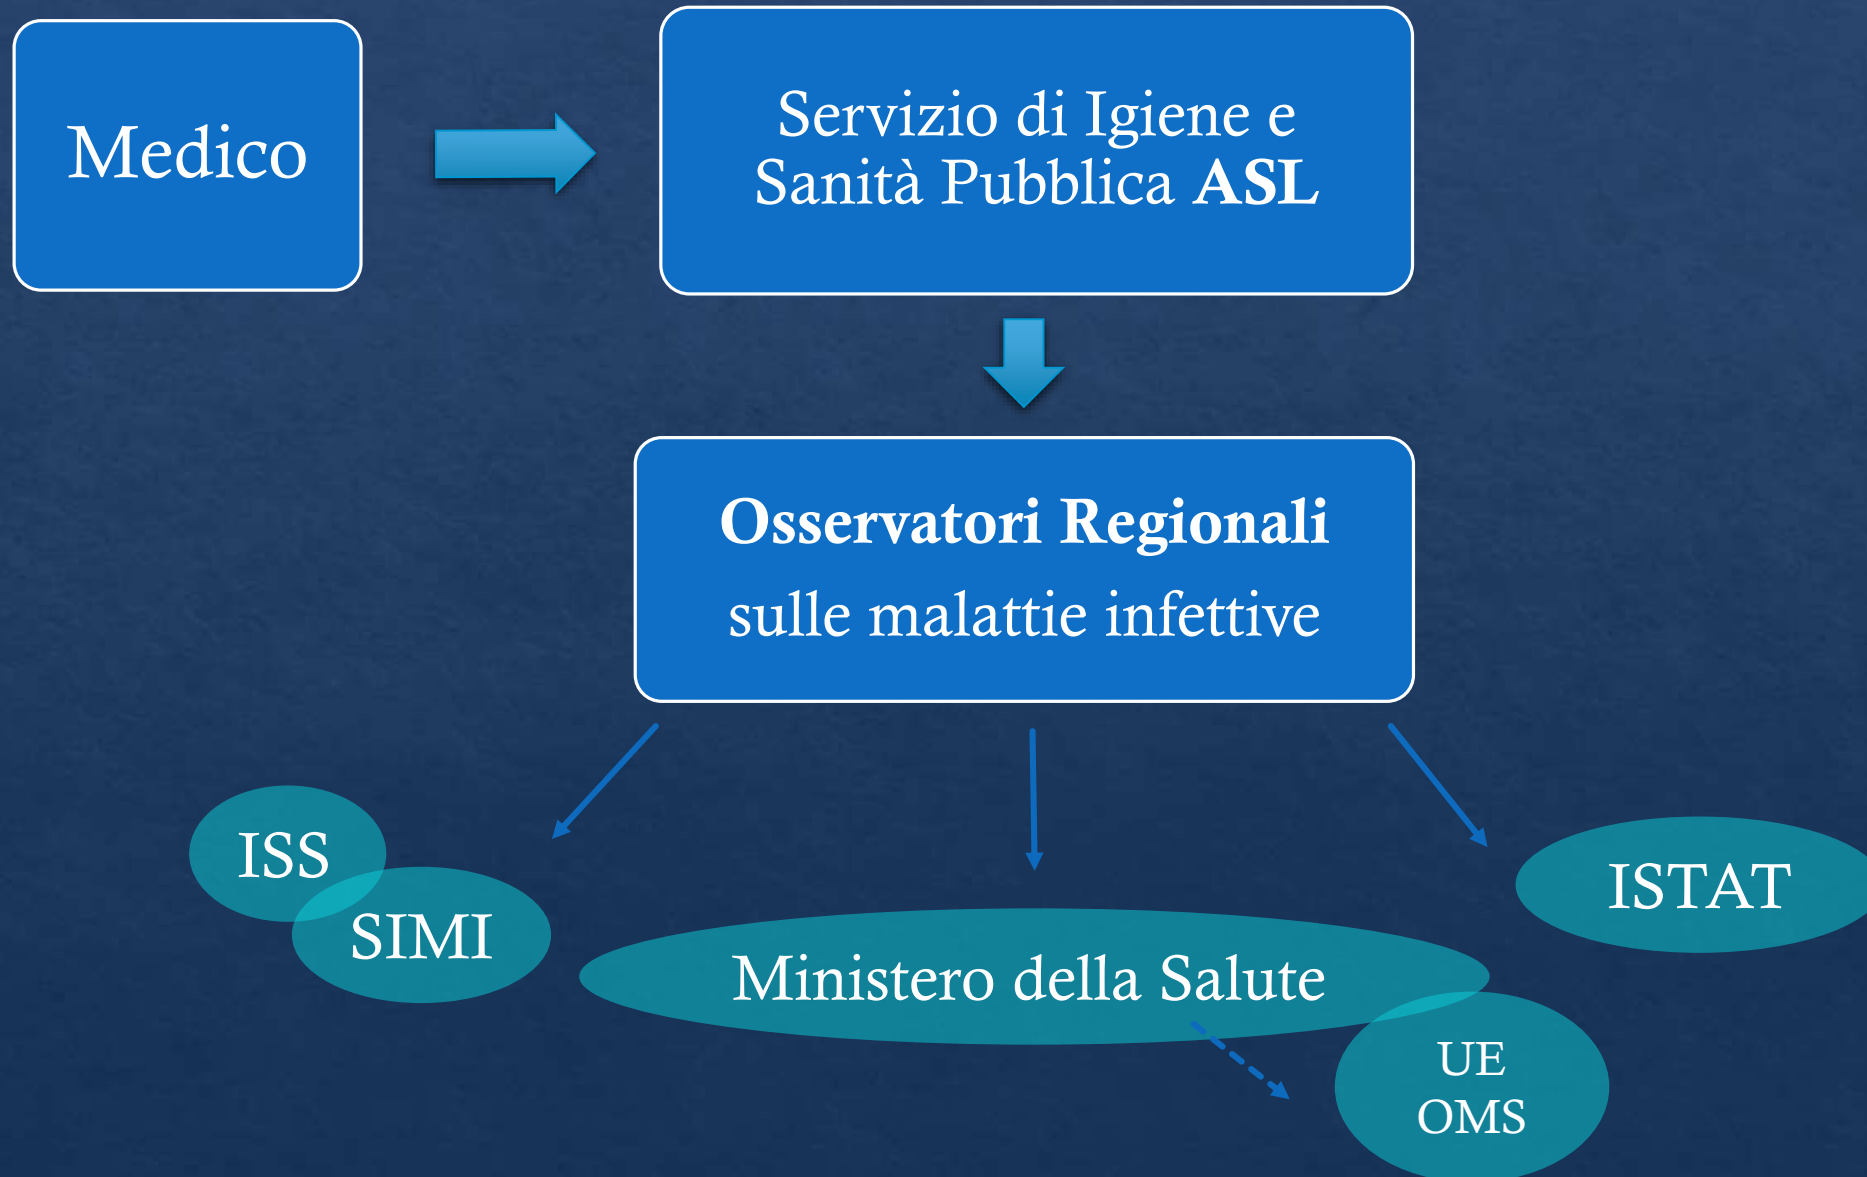 Medico
Servizio di Igiene e
Sanità Pubblica ASL
Osservatori Regionali
sulle malattie infettive
ISS
SIMI
Ministero della Salute
ISTAT
UE
OMS